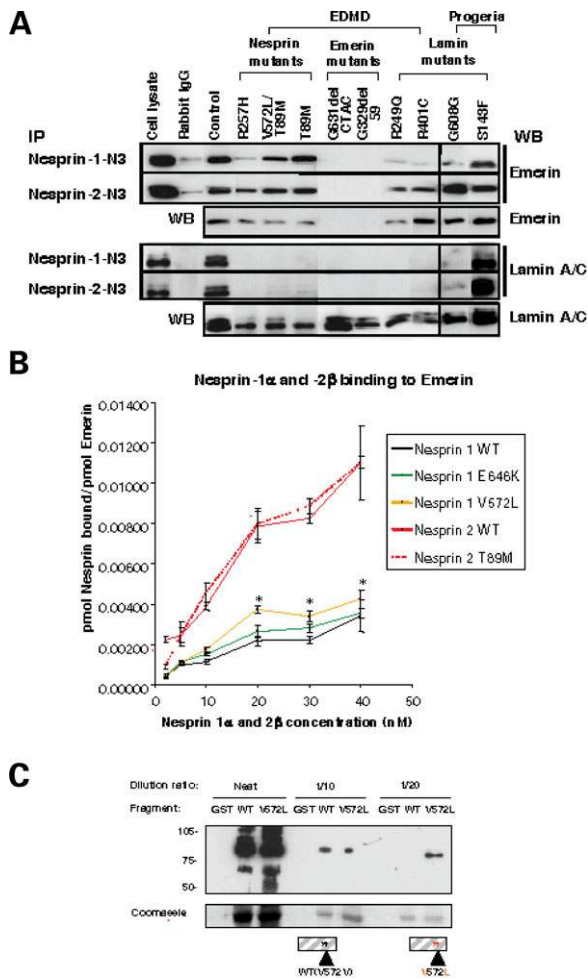 A
EDMD
Progeria
Nesprin mutants
Emerin mutants
Lamin mutants
Cell lysate
Rabbit IgG
Control
R257H
V572L/ T89M
T89M
G631del CTAC
G329del 59
R249Q
R401C
G608G
S143F
IP
WB
Nesprin-1-N3
Nesprin-2-N3
Emerin
WB
Emerin
Nesprin-1-N3
Nesprin-2-N3
Lamin A/C
WB
Lamin A/C
B
Nesprin -1α and -2β binding to Emerin
pmol Nesprin bound/pmol Emerin
0.01400
0.01200
0.01000
0.00800
0.00600
0.00400
0.00200
0.00000
* * *
0 10 20 30 40 50
Nesprin 1α and 2β concentration (nM)
Nesprin 1 WT
Nesprin 1 E646K
Nesprin 1 V572L
Nesprin 2 WT
Nesprin 2 T89M
C
Dilution ratio: Neat 1/10 1/20
Fragment: GST WT V572L GST WT V572L GST V572L
105-
75-
50-
Coomassie
WT(V572V)
V572L